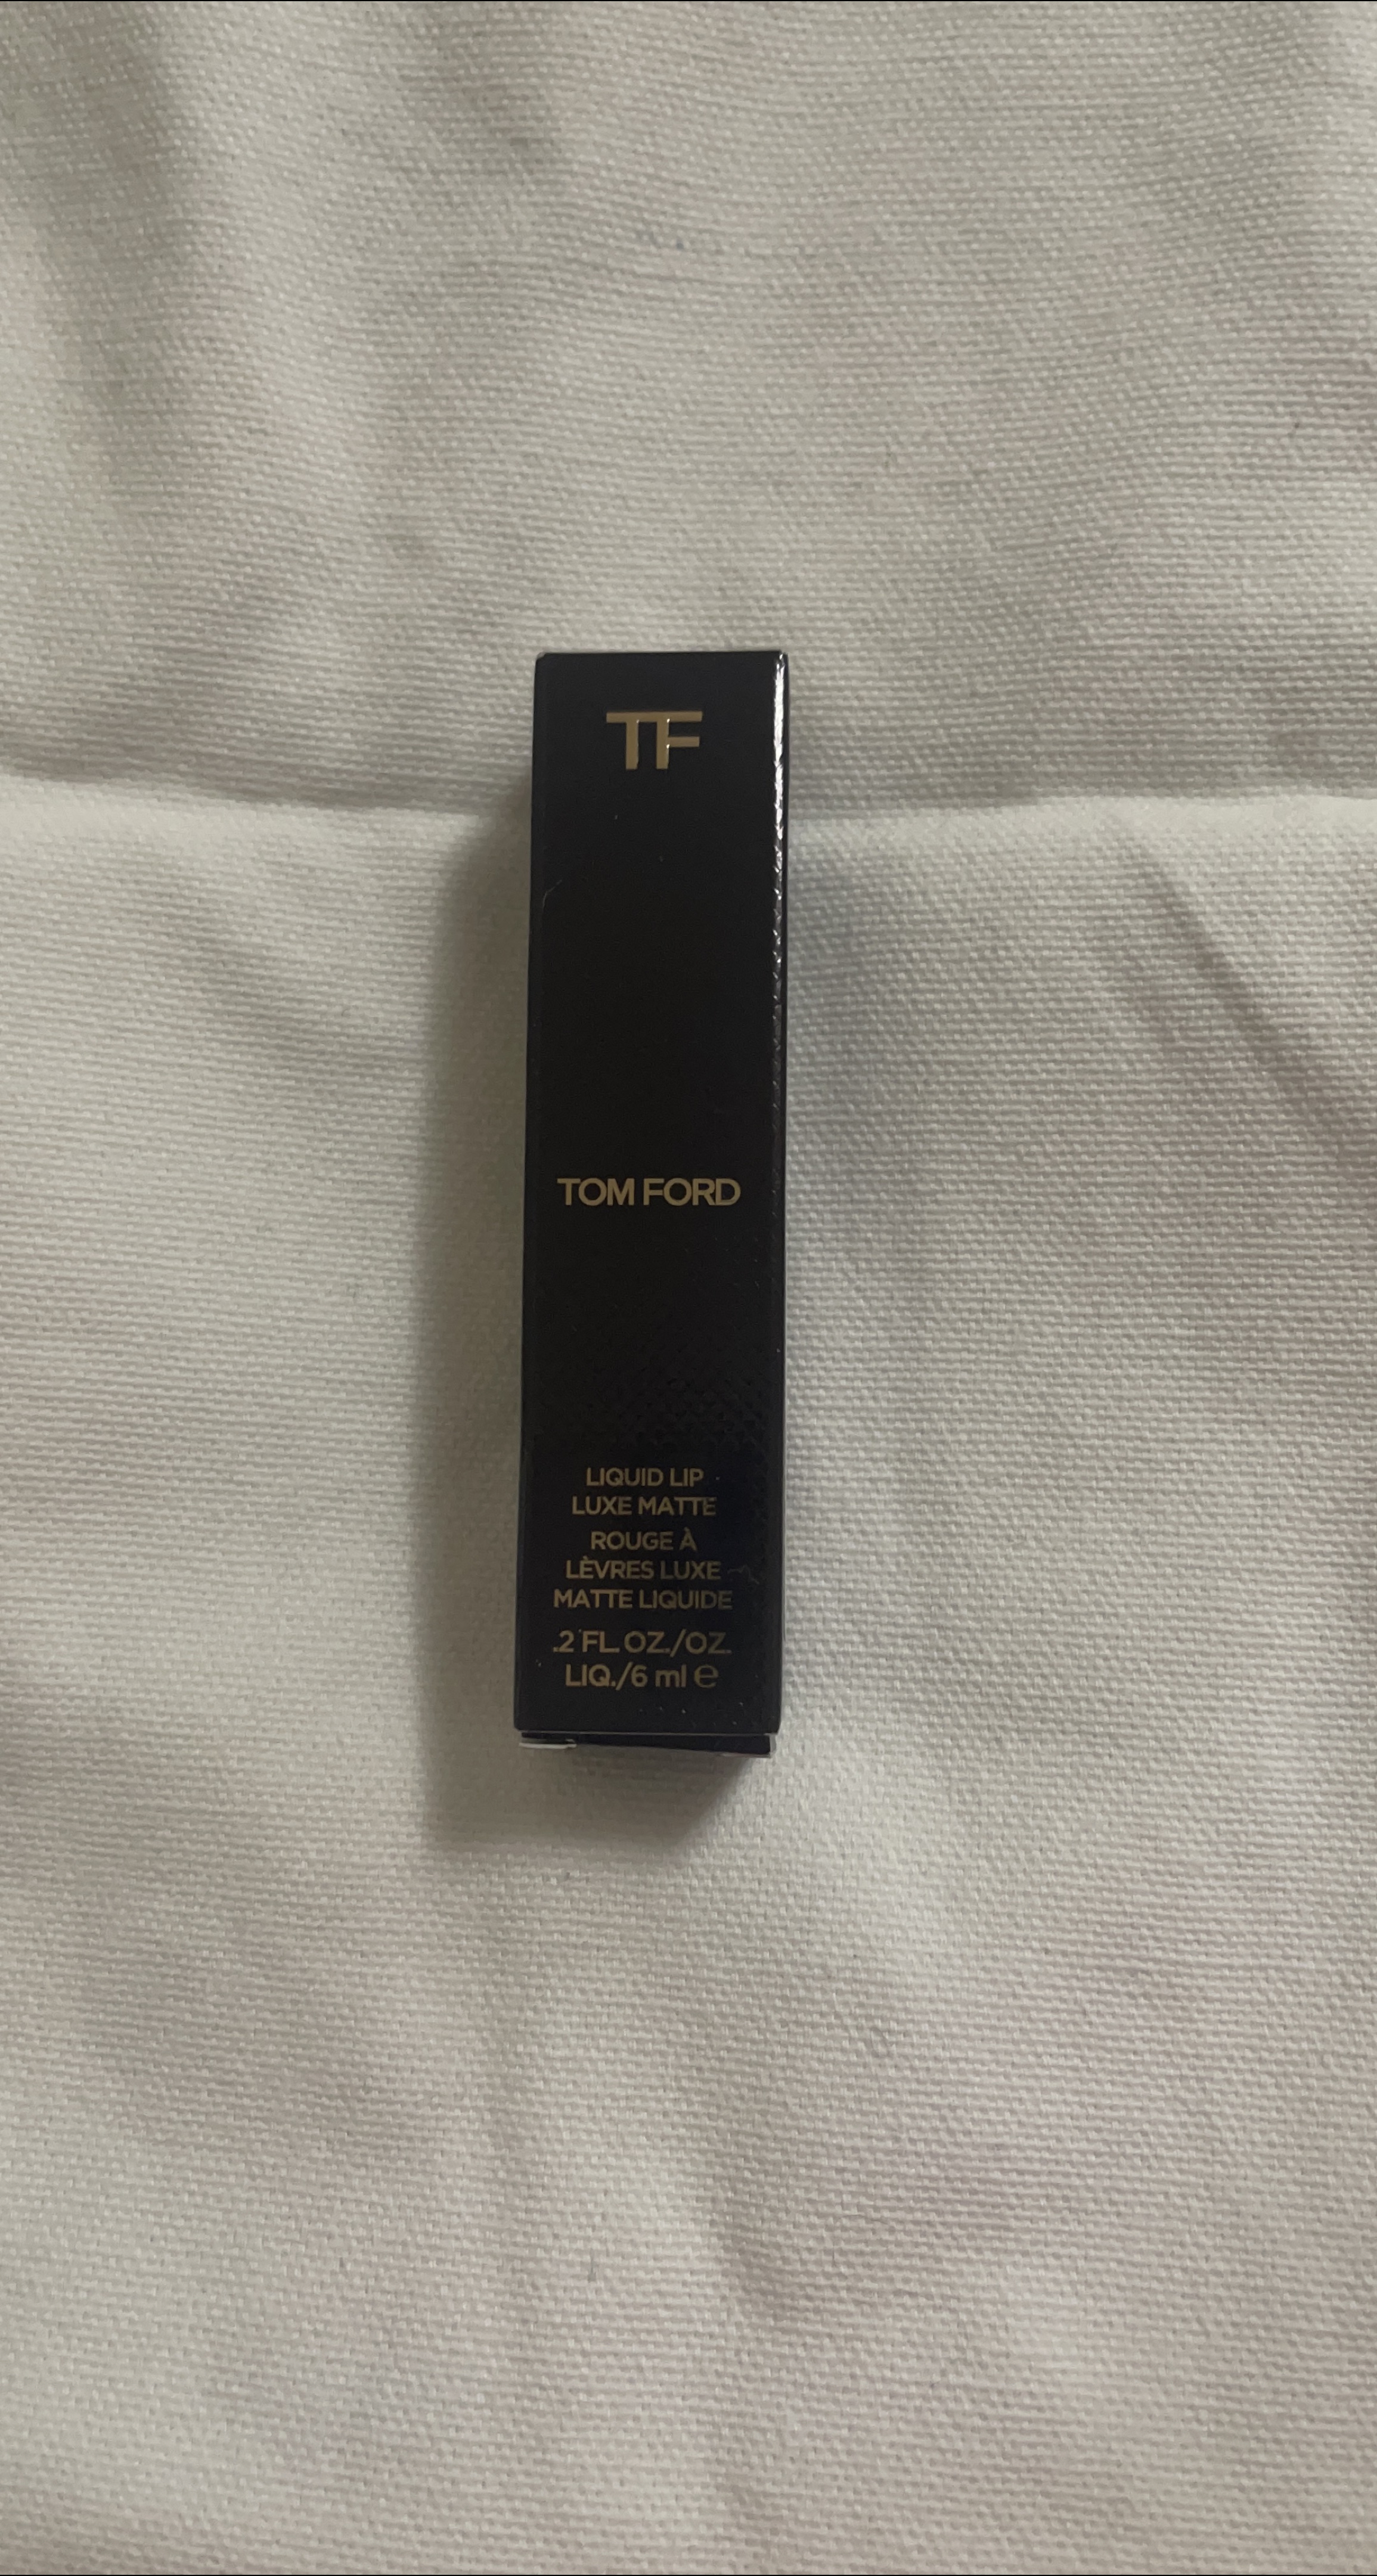 TF
TOM FORD
LIQUID LIP
LUXE MATTE
ROUGE À
LÈVRES LUXE
MATTE LIQUIDE
.2 FL. OZ./OZ.
LIQ./6 ml ℮